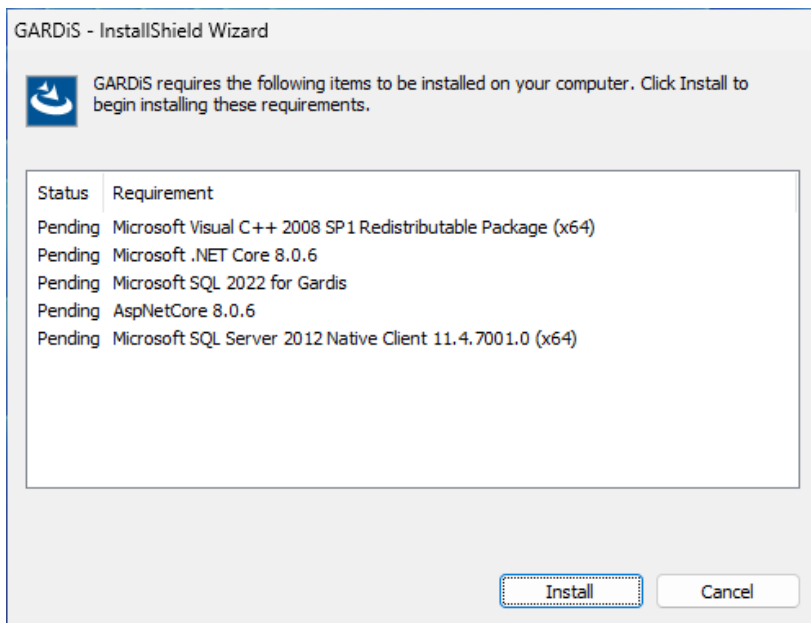 GARDiS - InstallShield Wizard
GARDiS requires the following items to be installed on your computer. Click Install to
begin installing these requirements.
Status Requirement
Pending Microsoft Visual C++ 2008 SP1 Redistributable Package (x64)
Pending Microsoft .NET Core 8.0.6
Pending Microsoft SQL 2022 for Gardis
Pending AspNetCore 8.0.6
Pending Microsoft SQL Server 2012 Native Client 11.4.7001.0 (x64)
Install Cancel